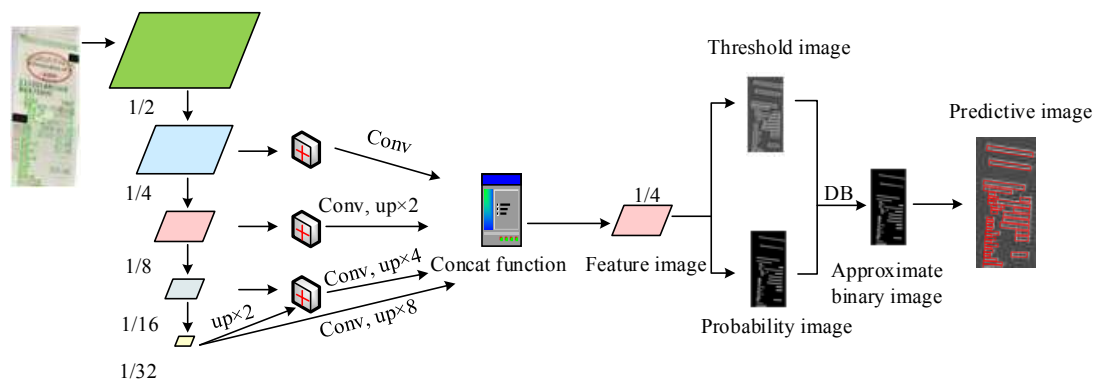 1/2
1/4
1/8
1/16
1/32
Conv
Conv, up×2
Conv, up×4
up×2
Conv, up×8
Concat function
1/4
Feature image
Threshold image
Probability image
DB
Approximate
binary image
Predictive image